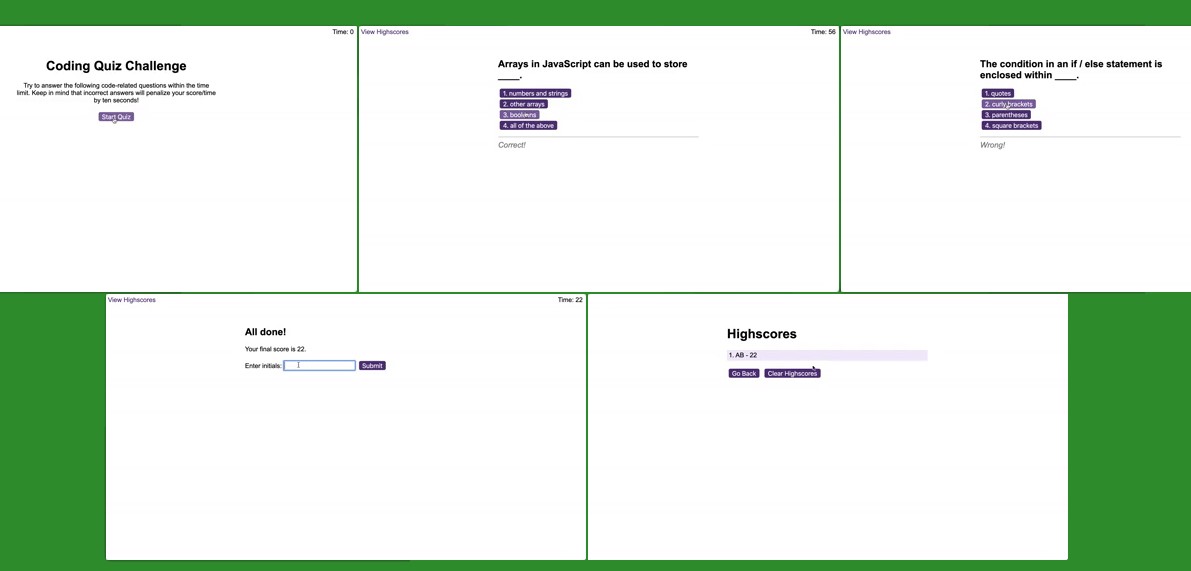 Time: 0
Coding Quiz Challenge
Try to answer the following code-related questions within the time
limit. Keep in mind that incorrect answers will penalize your score/time
by ten seconds!
Start Quiz
View Highscores
Time: 56
Arrays in JavaScript can be used to store
____.
1. numbers and strings
2. other arrays
3. booleans
4. all of the above
Correct!
View Highscores
The condition in an if / else statement is
enclosed within ____.
1. quotes
2. curly brackets
3. parentheses
4. square brackets
Wrong!
View Highscores
Time: 22
All done!
Your final score is 22.
Enter initials:
Submit
Highscores
1. AB - 22
Go Back
Clear Highscores